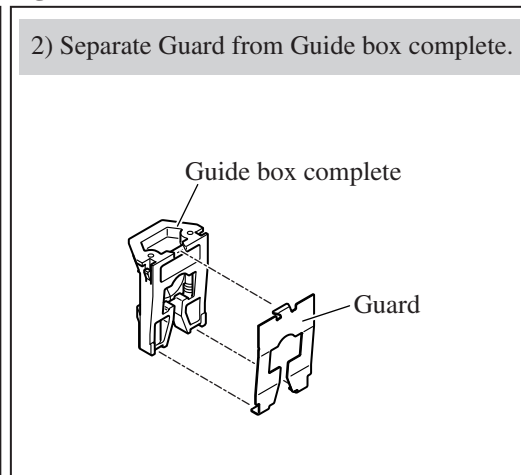 2) Separate Guard from Guide box complete.
Guide box complete
Guard